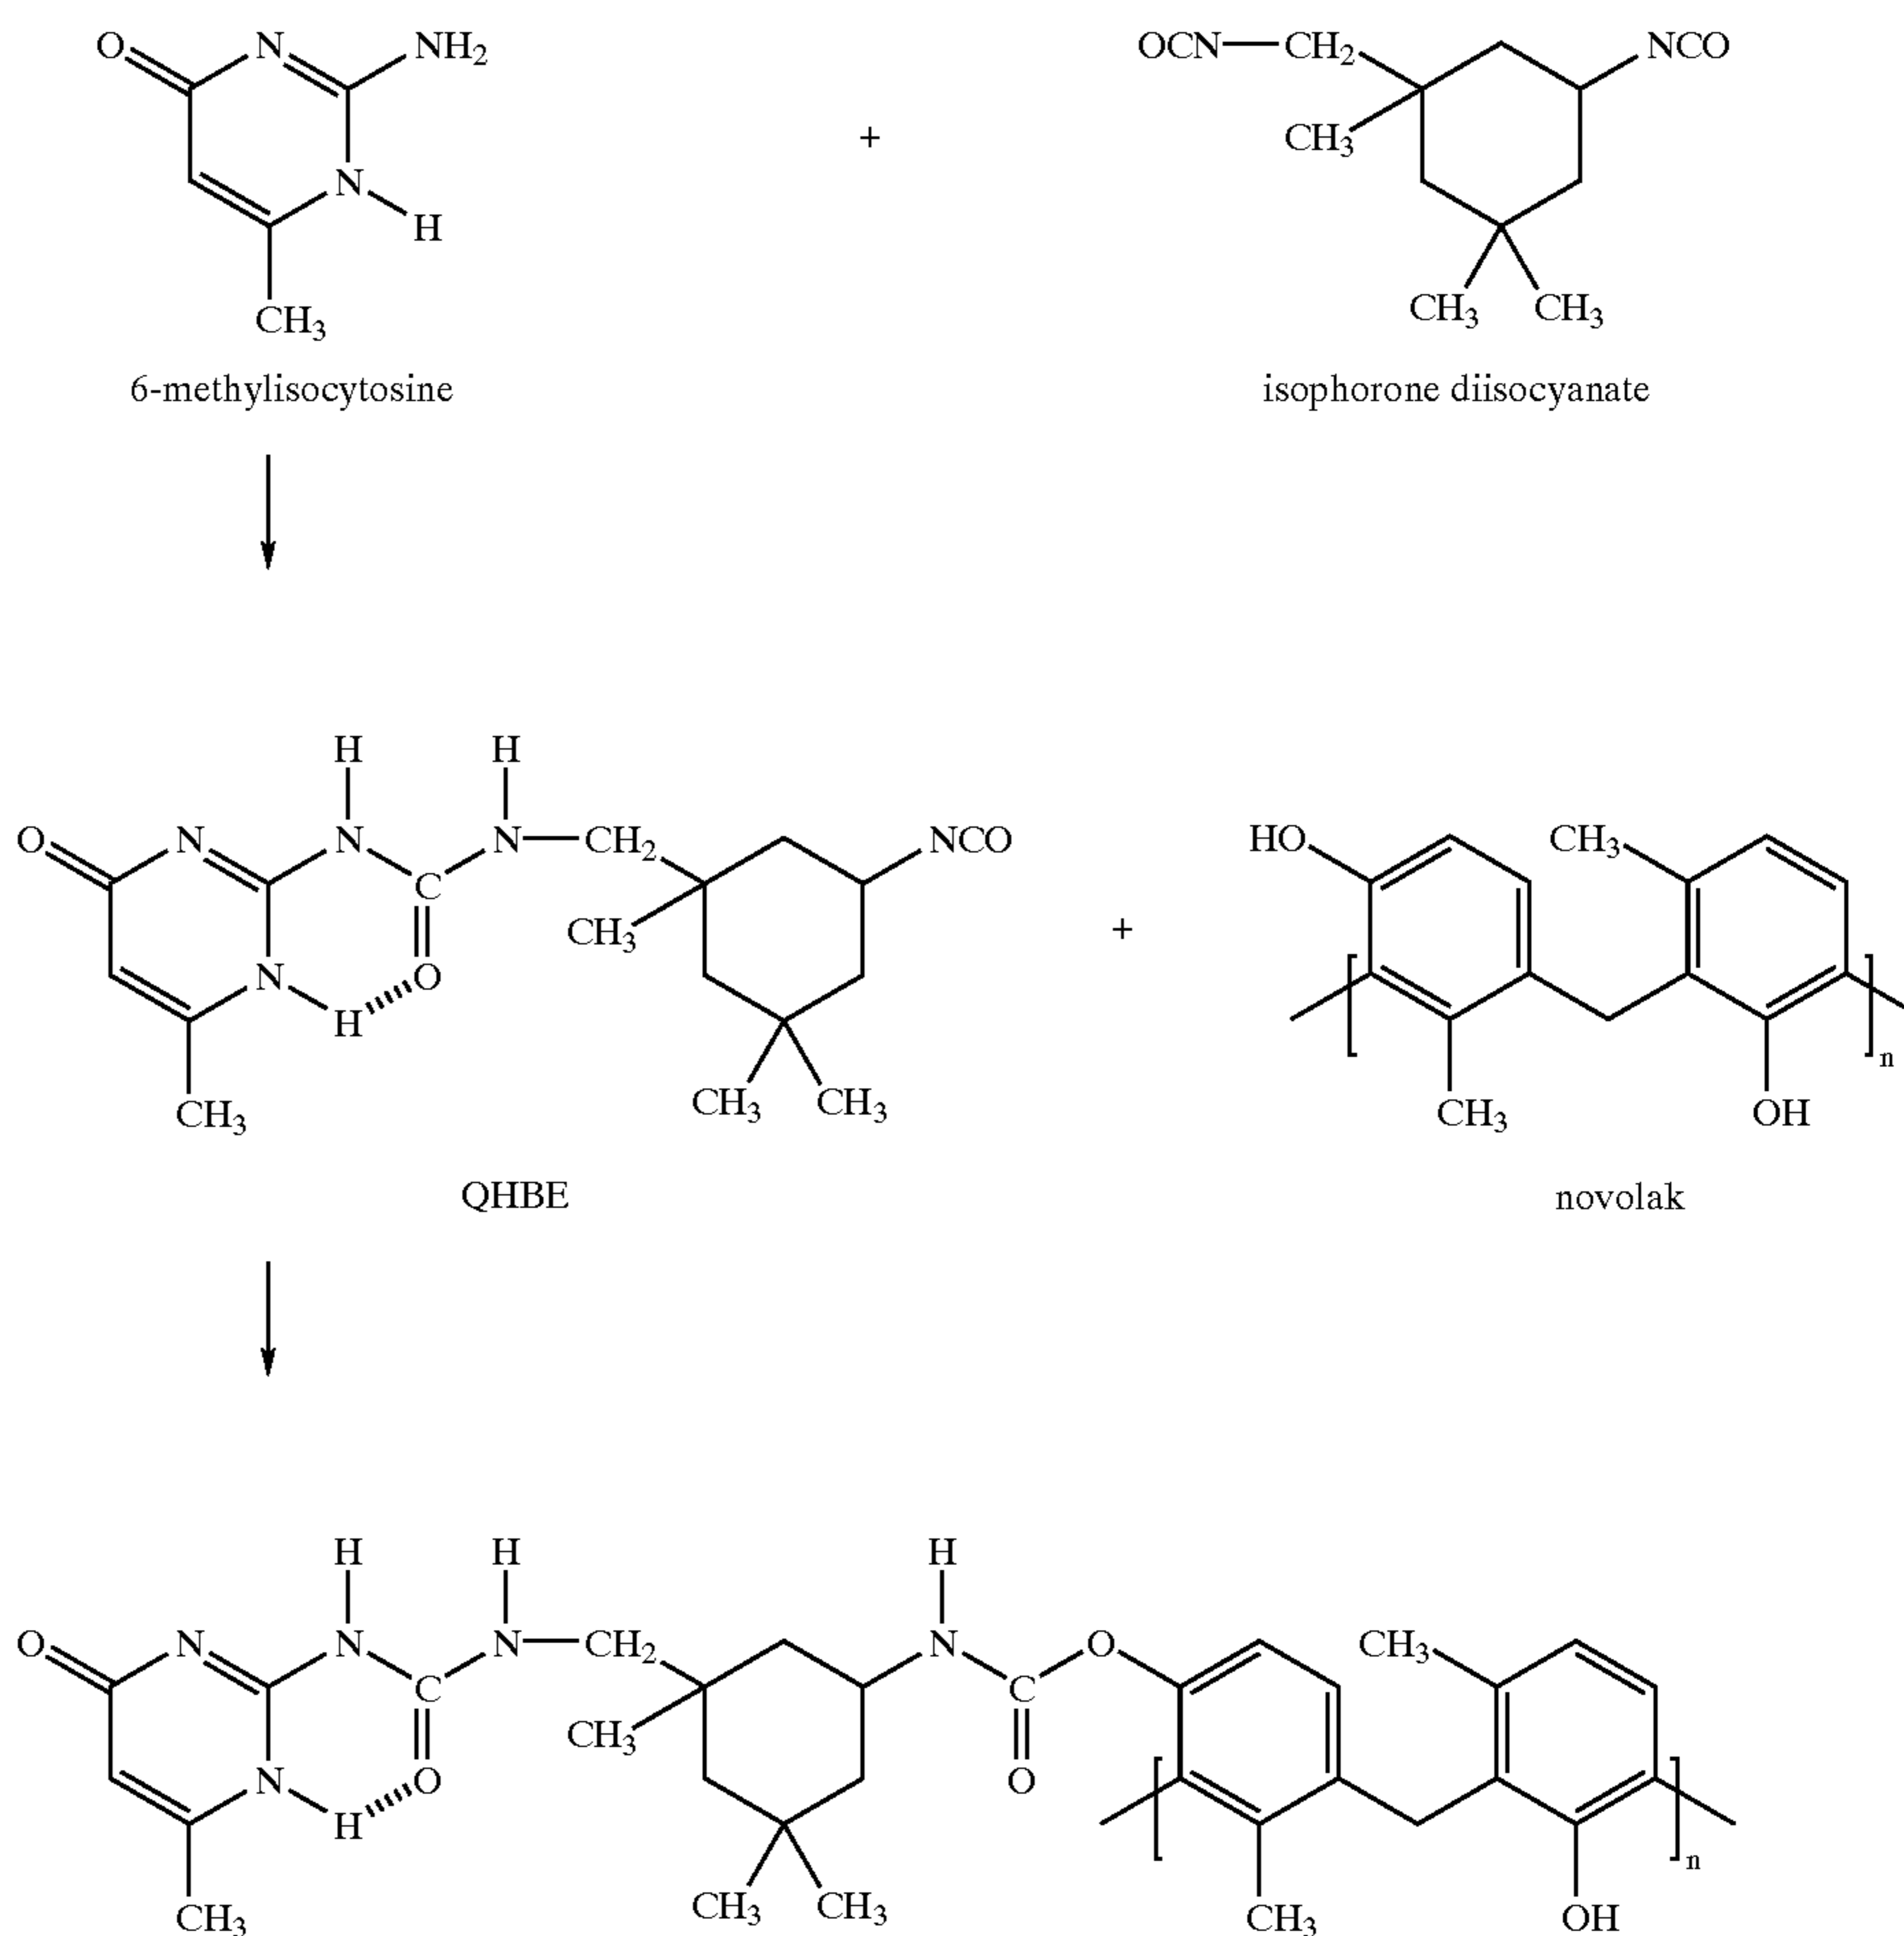 O N NH2 OCN CH2 NCO
+
CH3
N
H
CH3 CH3 CH3
6-methylisocytosine isophorone diisocyanate
H H
O N N N CH2 NCO HO CH3
C
CH3 +
N O
H
n
CH3 CH3 CH3 CH3 OH
QHBE novolak
H H H
O N N N CH2 N O CH3
C C
CH3
N O O
H
n
CH3 CH3 CH3 CH3 OH